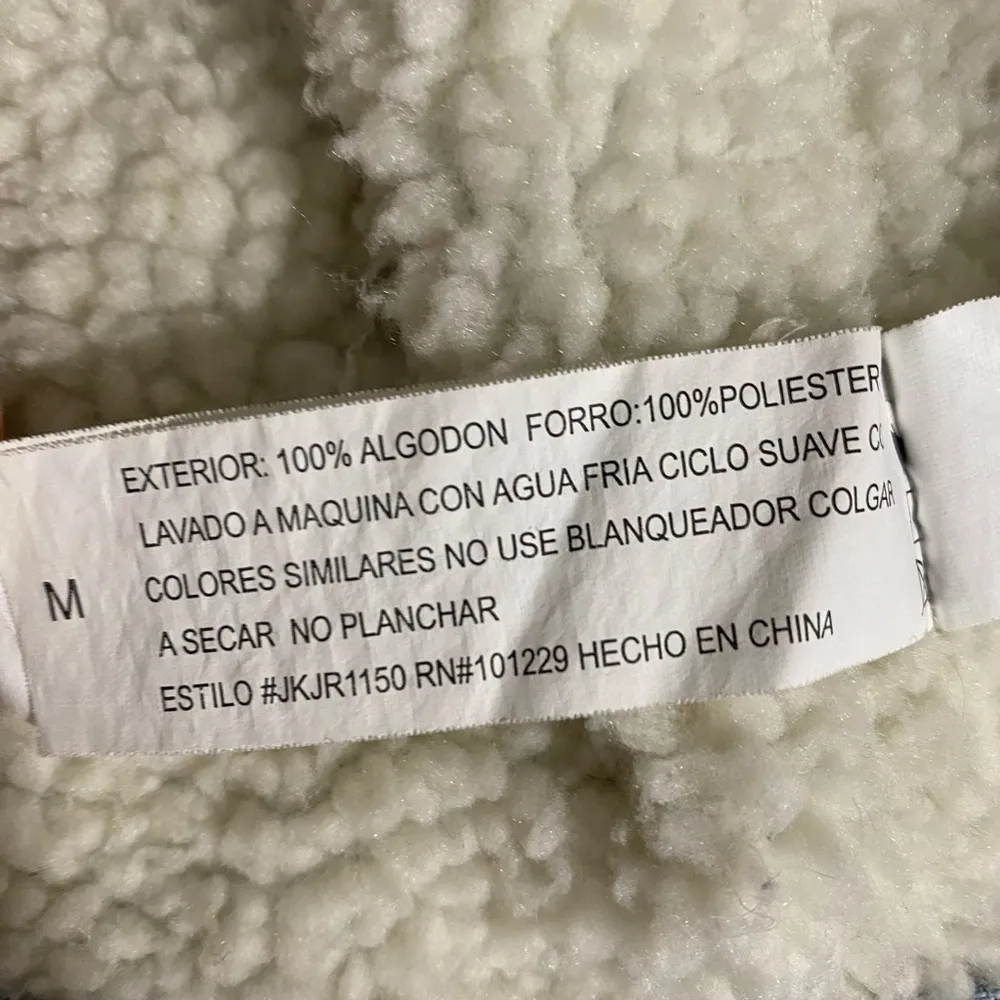 EXTERIOR: 100% ALGODON FORRO:100%POLIESTER
LAVADO A MAQUINA CON AGUA FRIA CICLO SUAVE
M
COLORES SIMILARES NO USE BLANQUEADOR COLGAR
A SECAR NO PLANCHAR
ESTILO #JKJR1150 RN#101229 HECHO EN CHINA